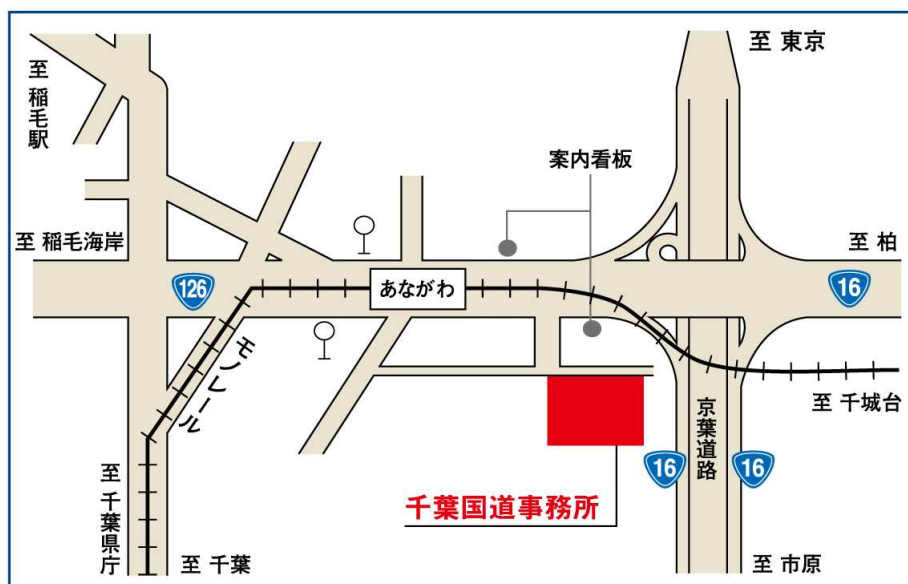 至 東京
至 稲毛駅
案内看板
至 稲毛海岸
至 柏
126
あながわ
16
モノレール
至 千城台
京葉道路
16
16
至 千葉県庁
千葉国道事務所
至 千葉
至 市原